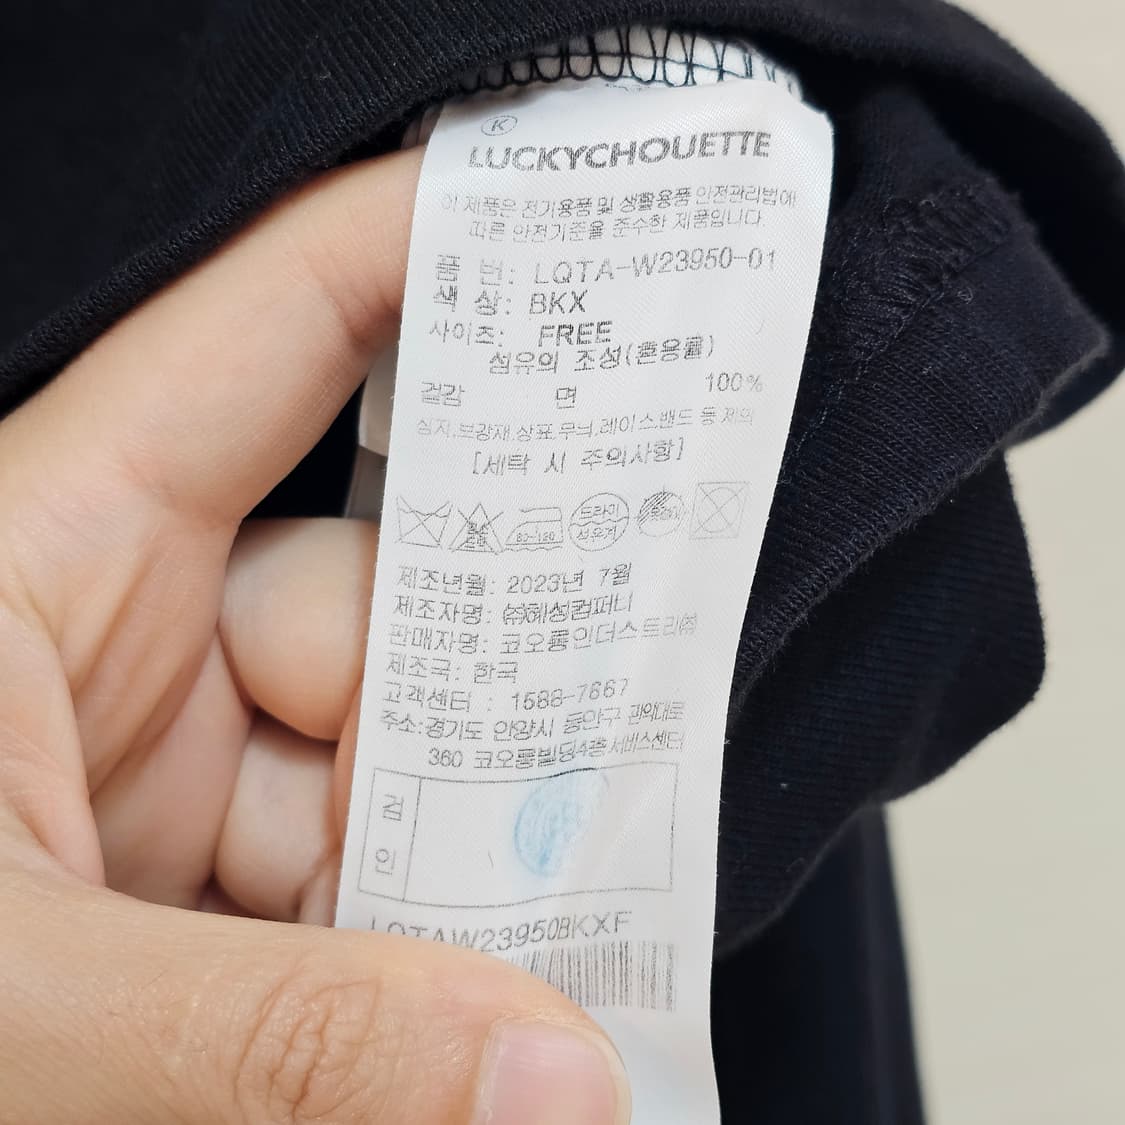 K
LUCKYCHOUETTE
이 제품은 전기용품 및 생활용품 안전관리법에
따른 안전기준을 준수한 제품입니다.
품 번: LQTA-W23950-01
색 상: BKX
사이즈: FREE
섬유의 조성(혼용률)
겉감 면 100%
심지,보강재,상표,무늬,레이스,밴드 등 제외
[세탁 시 주의사항]
80~120 드라이 석유계
제조년월: 2023년 7월
제조자명: ㈜혜성컴퍼니
판매자명: 코오롱인더스트리㈜
제조국: 한국
고객센터 : 1588-7667
주소:경기도 안양시 동안구 관악대로
360 코오롱빌딩4층 서비스센터
검
인
LQTAW23950BKXF